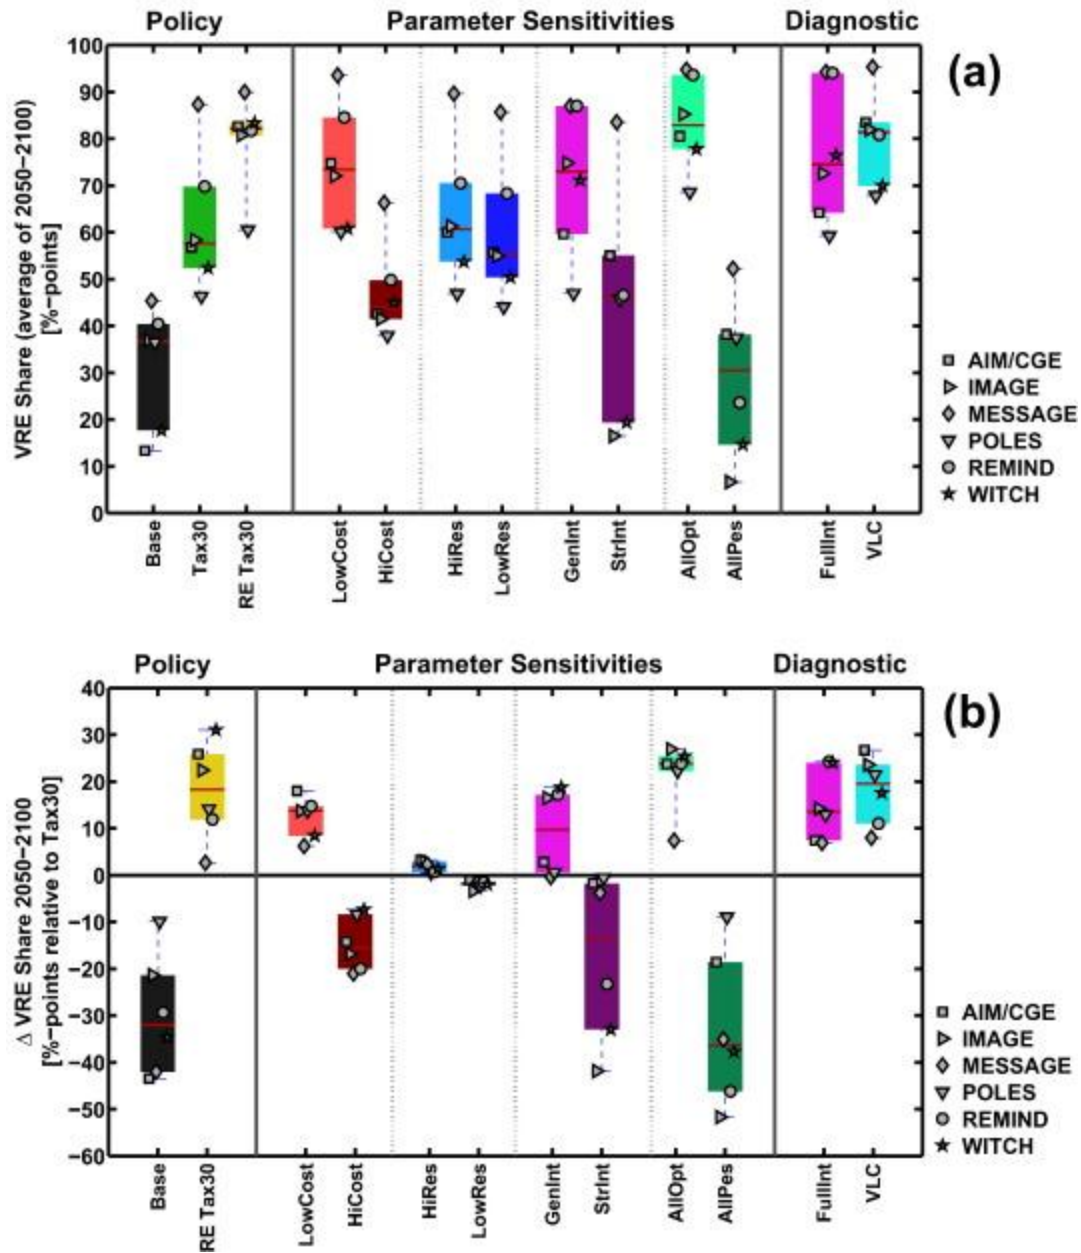 Policy Parameter Sensitivities Diagnostic
(a)
VRE Share (average of 2050−2100)
[%−points]
100
90
80
70
60
50
40
30
20
10
0
AIM/CGE
IMAGE
MESSAGE
POLES
REMIND
WITCH
Base Tax30 RE Tax30 LowCost HiCost HiRes LowRes GenInt StrInt AllOpt AllPes FullInt VLC
Policy Parameter Sensitivities Diagnostic
(b)
Δ VRE Share 2050−2100
[%−points relative to Tax30]
40
30
20
10
0
−10
−20
−30
−40
−50
−60
AIM/CGE
IMAGE
MESSAGE
POLES
REMIND
WITCH
Base RE Tax30 LowCost HiCost HiRes LowRes GenInt StrInt AllOpt AllPes FullInt VLC